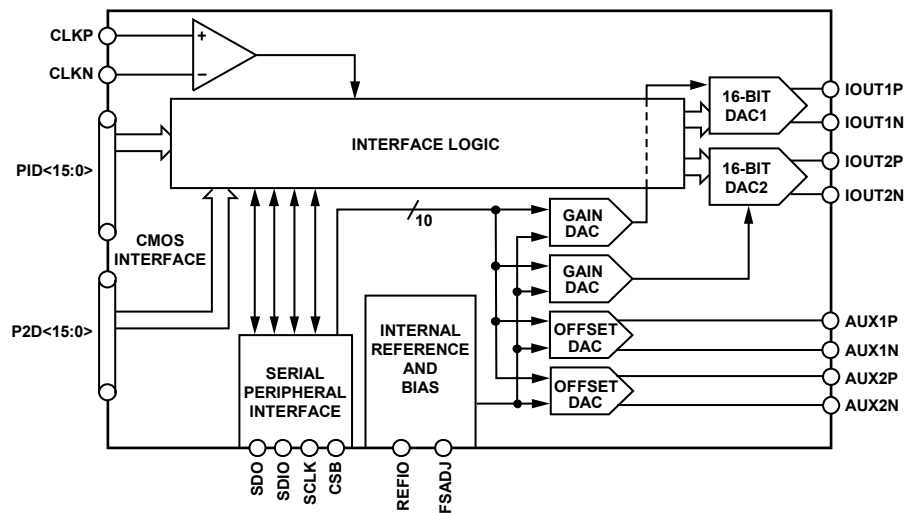 CLKP
CLKN
+
−
PID<15:0>
CMOS
INTERFACE
P2D<15:0>
INTERFACE LOGIC
10
16-BIT
DAC1
16-BIT
DAC2
IOUT1P
IOUT1N
IOUT2P
IOUT2N
GAIN
DAC
GAIN
DAC
OFFSET
DAC
OFFSET
DAC
AUX1P
AUX1N
AUX2P
AUX2N
SERIAL
PERIPHERAL
INTERFACE
INTERNAL
REFERENCE
AND
BIAS
SDO
SDIO
SCLK
CSB
REFIO
FSADJ